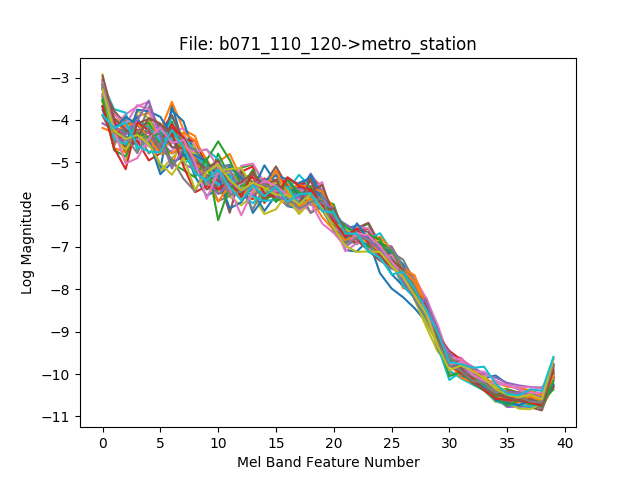 File: b071_110_120->metro_station
−3
−4
−5
−6
−7
−8
−9
−10
−11
Log Magnitude
0 5 10 15 20 25 30 35 40
Mel Band Feature Number